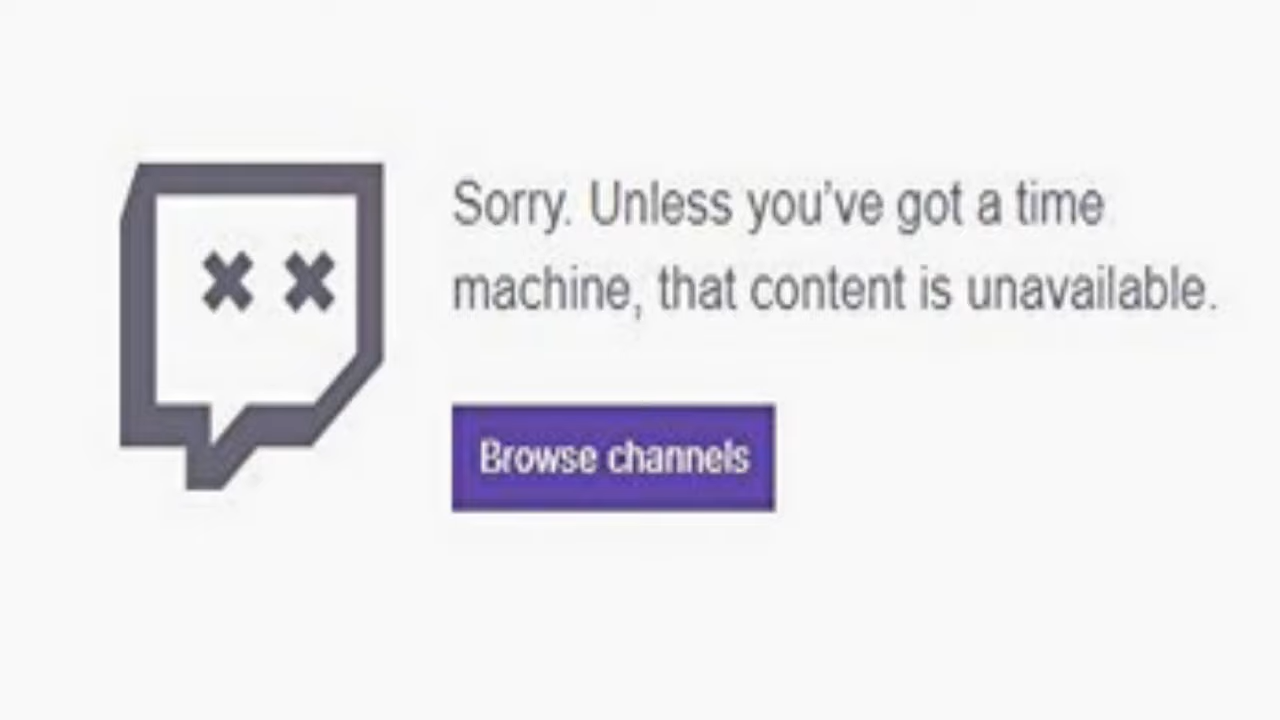 Sorry. Unless you’ve got a time
machine, that content is unavailable.
Browse channels